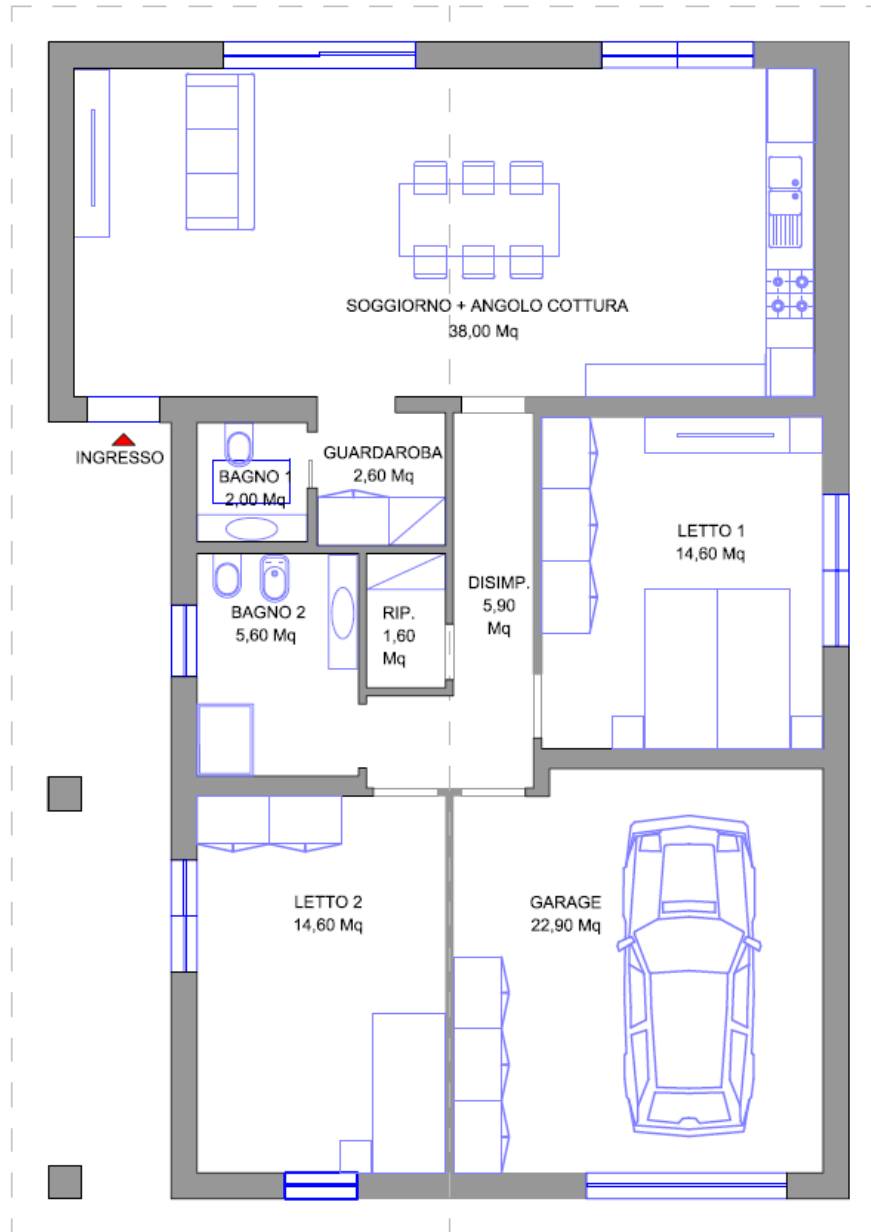 SOGGIORNO + ANGOLO COTTURA
38,00 Mq
INGRESSO
GUARDAROBA
2,60 Mq
BAGNO 1
2,00 Mq
LETTO 1
14,60 Mq
DISIMP.
5,90
Mq
BAGNO 2
5,60 Mq
RIP.
1,60
Mq
LETTO 2
14,60 Mq
GARAGE
22,90 Mq